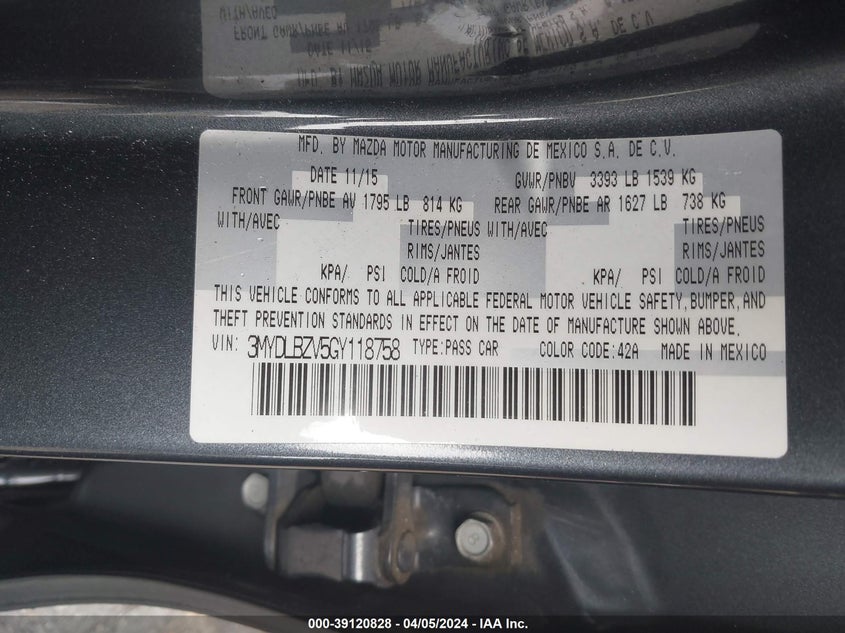 MFD. BY MAZDA MOTOR MANUFACTURING DE MEXICO S.A. DE C.V.
DATE 11/15 GVWR/PNBV 3393 LB 1539 KG
FRONT GAWR/PNBE AV 1795 LB 814 KG REAR GAWR/PNBE AR 1627 LB 738 KG
WITH/AVEC TIRES/PNEUS WITH/AVEC TIRES/PNEUS
RIMS/JANTES RIMS/JANTES
KPA/ PSI COLD/A FROID KPA/ PSI COLD/A FROID
THIS VEHICLE CONFORMS TO ALL APPLICABLE FEDERAL MOTOR VEHICLE SAFETY,BUMPER,AND
THEFT PREVENTION STANDARDS IN EFFECT ON THE DATE OF MANUFACTURE SHOWN ABOVE.
VIN: 3MYDLBZV5GY118758 TYPE:PASS CAR COLOR CODE:42A MADE IN MEXICO
000-39120828 - 04/05/2024 - IAA Inc.